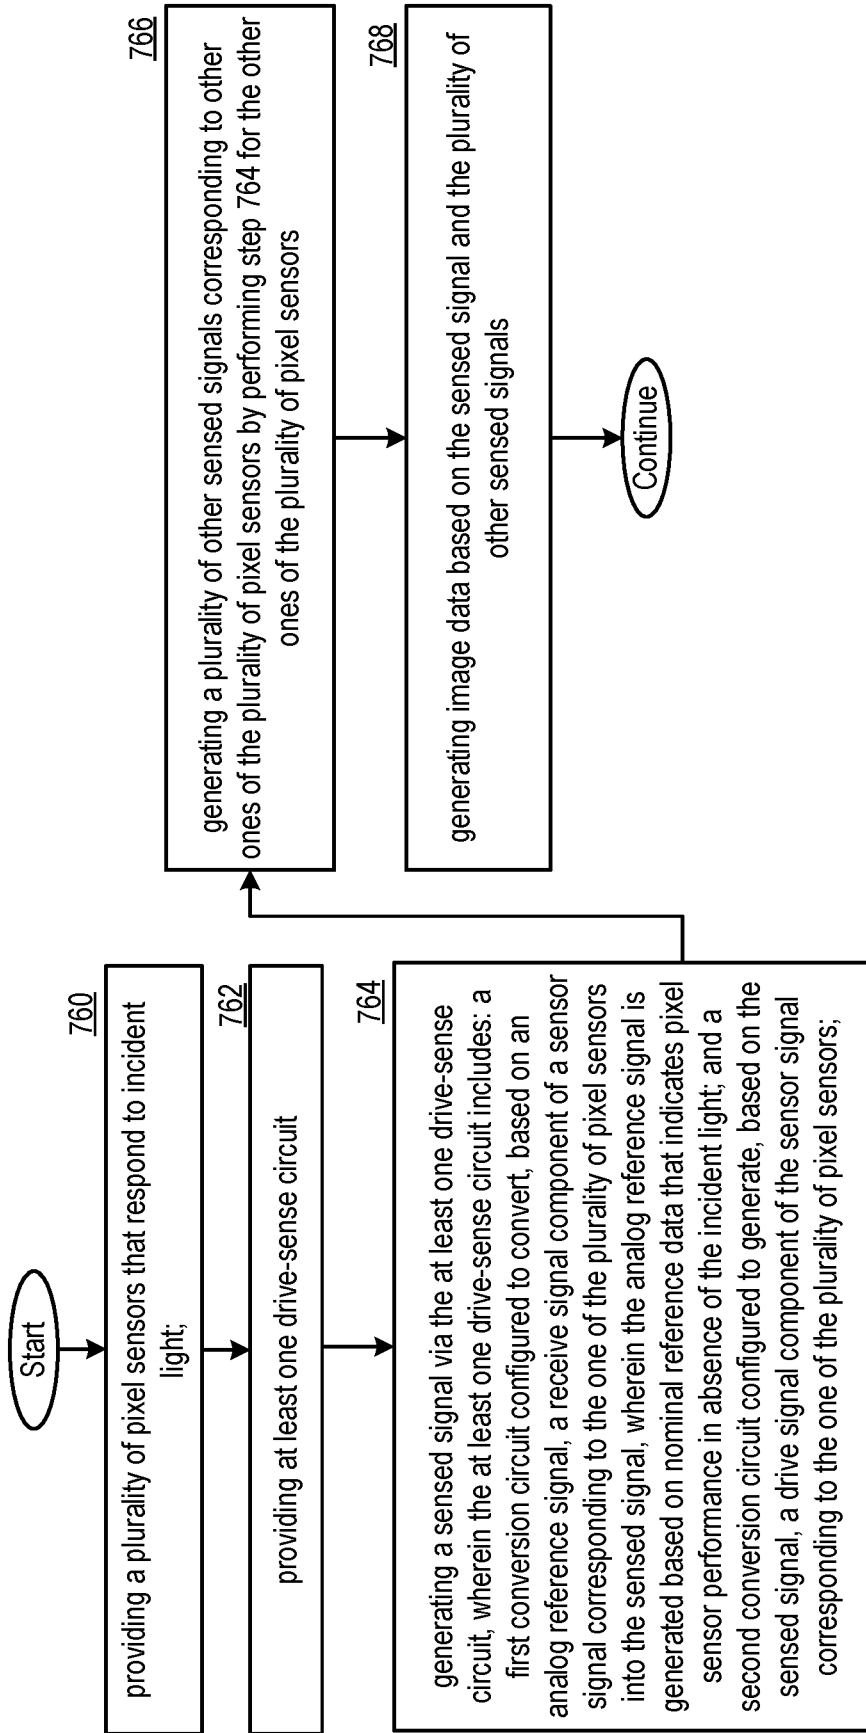 Start
760
providing a plurality of pixel sensors that respond to incident
light;
762
providing at least one drive-sense circuit
764
generating a sensed signal via the at least one drive-sense
circuit, wherein the at least one drive-sense circuit includes: a
first conversion circuit configured to convert, based on an
analog reference signal, a receive signal component of a sensor
signal corresponding to the one of the plurality of pixel sensors
into the sensed signal, wherein the analog reference signal is
generated based on nominal reference data that indicates pixel
sensor performance in absence of the incident light; and a
second conversion circuit configured to generate, based on the
sensed signal, a drive signal component of the sensor signal
corresponding to the one of the plurality of pixel sensors;
766
generating a plurality of other sensed signals corresponding to other
ones of the plurality of pixel sensors by performing step 764 for the other
ones of the plurality of pixel sensors
768
generating image data based on the sensed signal and the plurality of
other sensed signals
Continue